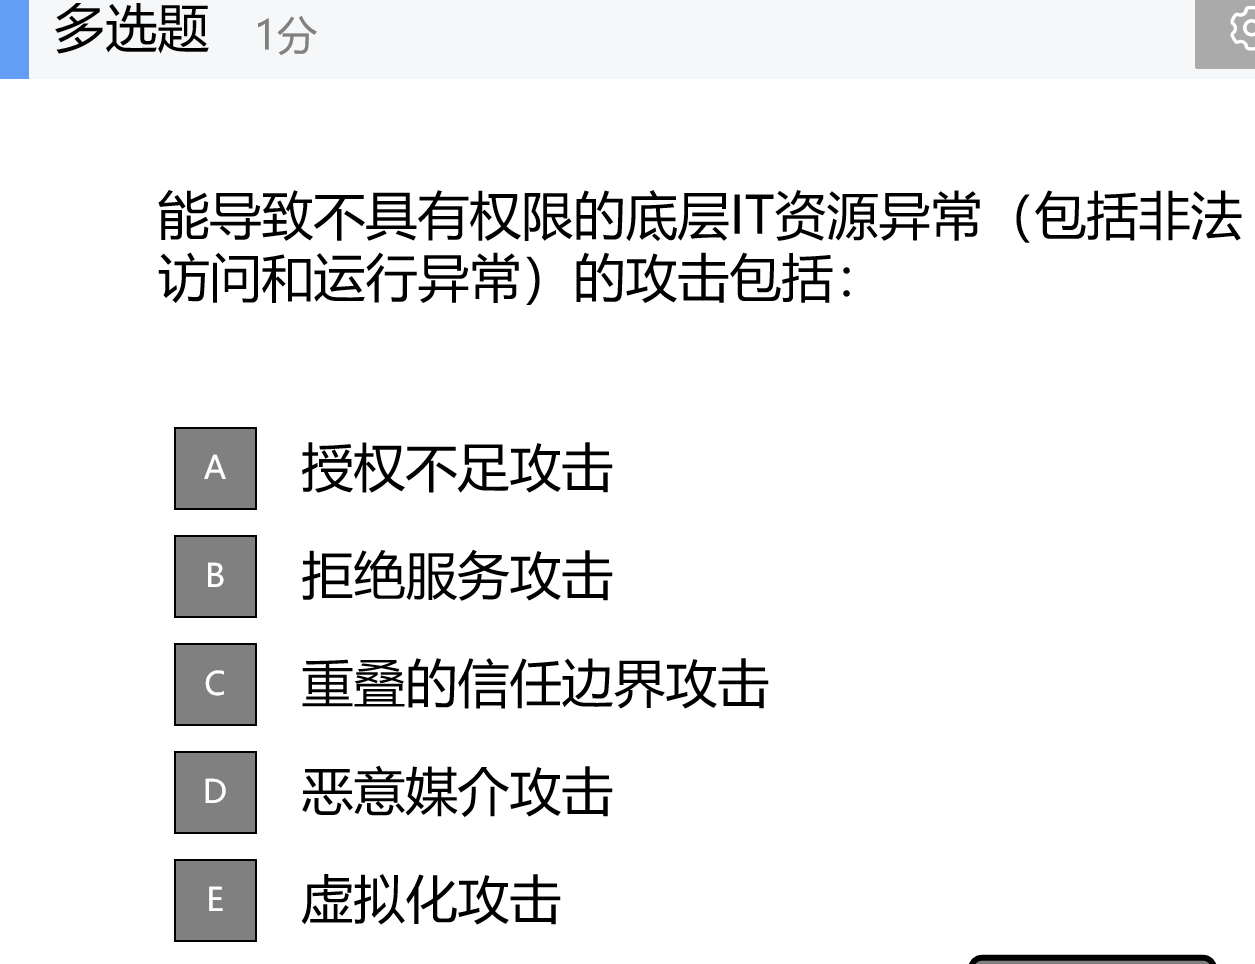 多选题 1分
能导致不具有权限的底层IT资源异常（包括非法
访问和运行异常）的攻击包括：
A 授权不足攻击
B 拒绝服务攻击
C 重叠的信任边界攻击
D 恶意媒介攻击
E 虚拟化攻击